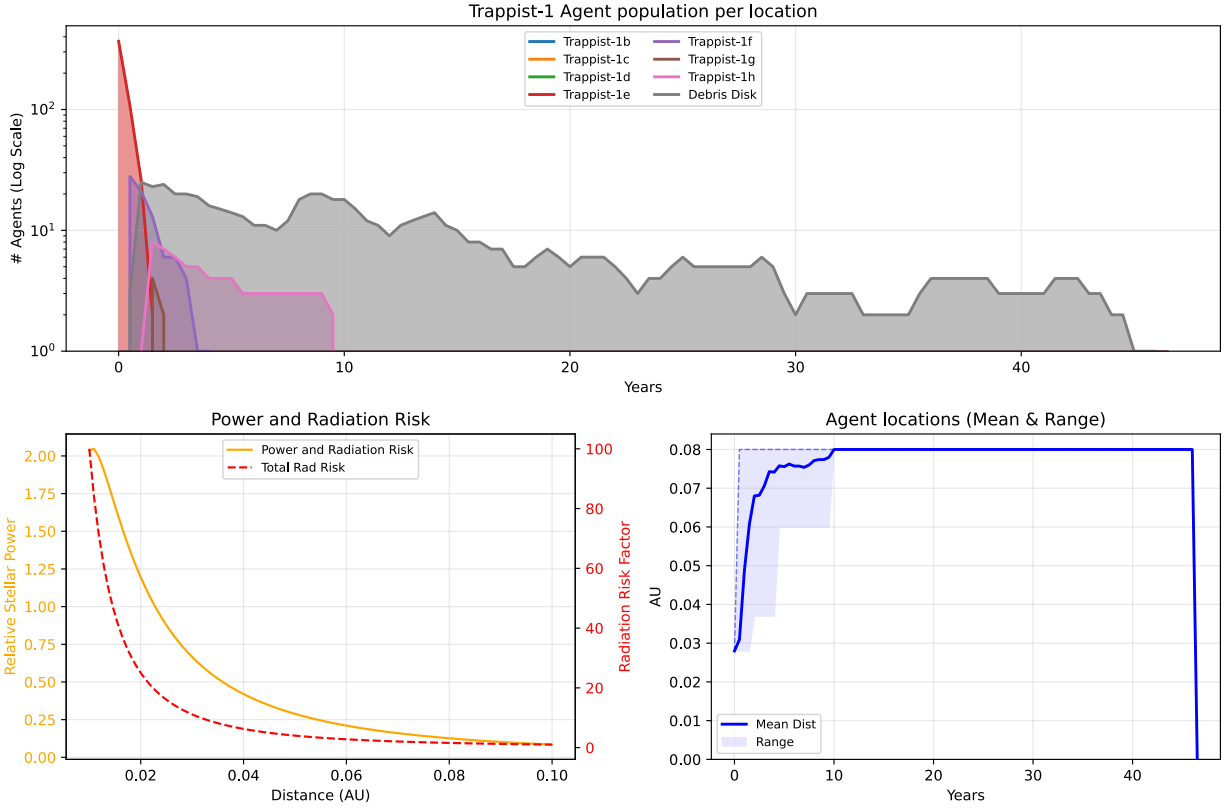 Trappist-1 Agent population per location
# Agents (Log Scale)
10²
10¹
10⁰
Trappist-1b
Trappist-1c
Trappist-1d
Trappist-1e
Trappist-1f
Trappist-1g
Trappist-1h
Debris Disk
0 10 20 30 40
Years
Power and Radiation Risk
Relative Stellar Power
2.00
1.75
1.50
1.25
1.00
0.75
0.50
0.25
0.00
Power and Radiation Risk
Total Rad Risk
100
80
60
40
20
0
Radiation Risk Factor
0.02 0.04 0.06 0.08 0.10
Distance (AU)
Agent locations (Mean & Range)
AU
0.08
0.07
0.06
0.05
0.04
0.03
0.02
0.01
0.00
Mean Dist
Range
0 10 20 30 40
Years